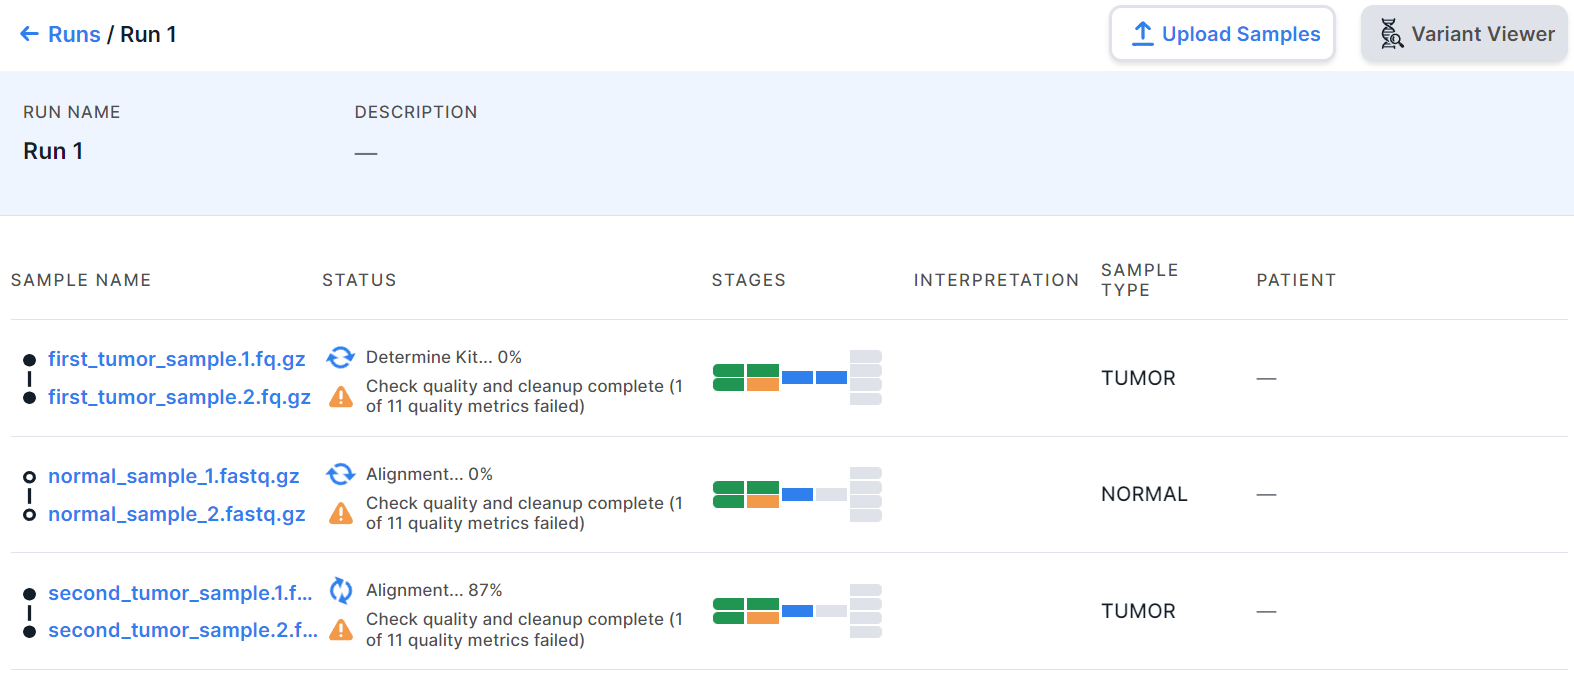 Runs / Run 1
Upload Samples
Variant Viewer
RUN NAME
DESCRIPTION
Run 1
—
SAMPLE NAME
STATUS
STAGES
INTERPRETATION
SAMPLE
TYPE
PATIENT
first_tumor_sample.1.fq.gz
first_tumor_sample.2.fq.gz
Determine Kit... 0%
Check quality and cleanup complete (1
of 11 quality metrics failed)
TUMOR
—
normal_sample_1.fastq.gz
normal_sample_2.fastq.gz
Alignment... 0%
Check quality and cleanup complete (1
of 11 quality metrics failed)
NORMAL
—
second_tumor_sample.1.f...
second_tumor_sample.2.f...
Alignment... 87%
Check quality and cleanup complete (1
of 11 quality metrics failed)
TUMOR
—